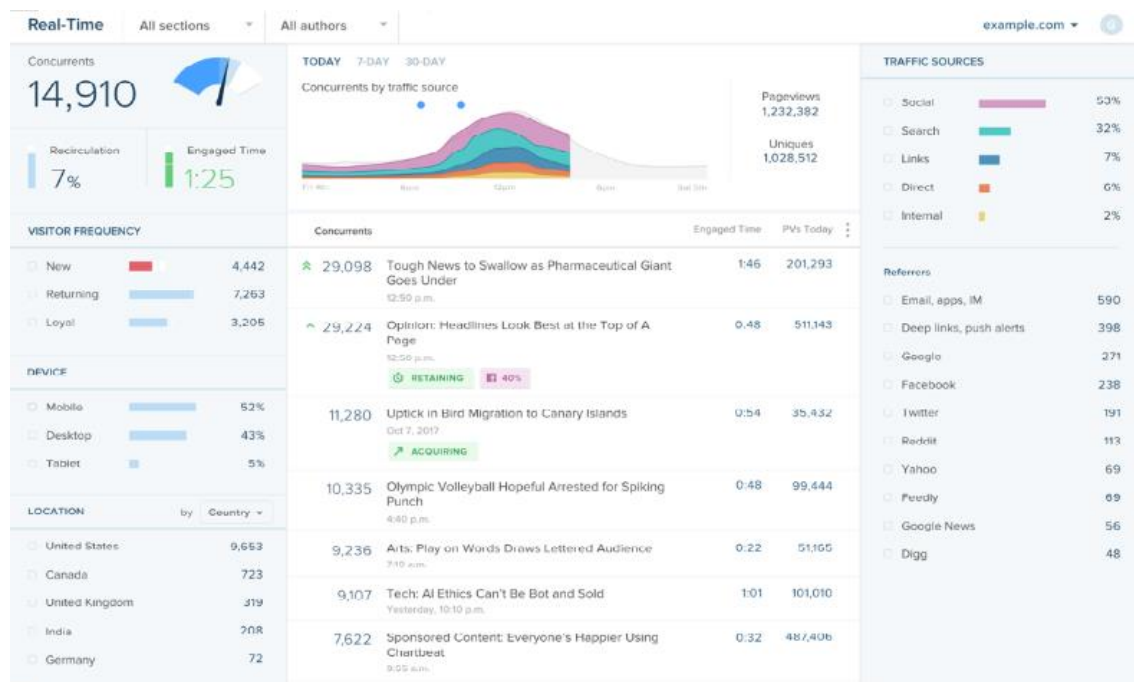 Real-Time
All sections
All authors
example.com
Concurrents
14,910
Recirculation
7%
Engaged Time
1:25
VISITOR FREQUENCY
New 4,442
Returning 7,263
Loyal 3,205
DEVICE
Mobile 52%
Desktop 43%
Tablet 5%
LOCATION by Country
United States 9,653
Canada 723
United Kingdom 319
India 208
Germany 72
TODAY 7-DAY 30-DAY
Concurrents by traffic source
Pageviews
1,232,382
Uniques
1,028,512
6am 12pm 6pm
Concurrents Engaged Time PVs Today
29,098 Tough News to Swallow as Pharmaceutical Giant 1:46 201,293
Goes Under
12:50 p.m.
29,224 Opinion: Headlines Look Best at the Top of A 0:48 511,143
Page
12:50 p.m.
RETAINING 40%
11,280 Uptick in Bird Migration to Canary Islands 0:54 35,432
Oct 7, 2017
ACQUIRING
10,335 Olympic Volleyball Hopeful Arrested for Spiking 0:48 99,444
Punch
4:40 p.m.
9,236 Arts: Play on Words Draws Lettered Audience 0:22 51,165
7:10 a.m.
9,107 Tech: AI Ethics Can't Be Bot and Sold 1:01 101,010
Yesterday, 10:10 p.m.
7,622 Sponsored Content: Everyone's Happier Using 0:32 487,406
Chartbeat
8:55 a.m.
TRAFFIC SOURCES
Social 53%
Search 32%
Links 7%
Direct 6%
Internal 2%
Referrers
Email, apps, IM 590
Deep links, push alerts 398
Google 271
Facebook 238
Twitter 191
Reddit 113
Yahoo 69
Feedly 69
Google News 56
Digg 48